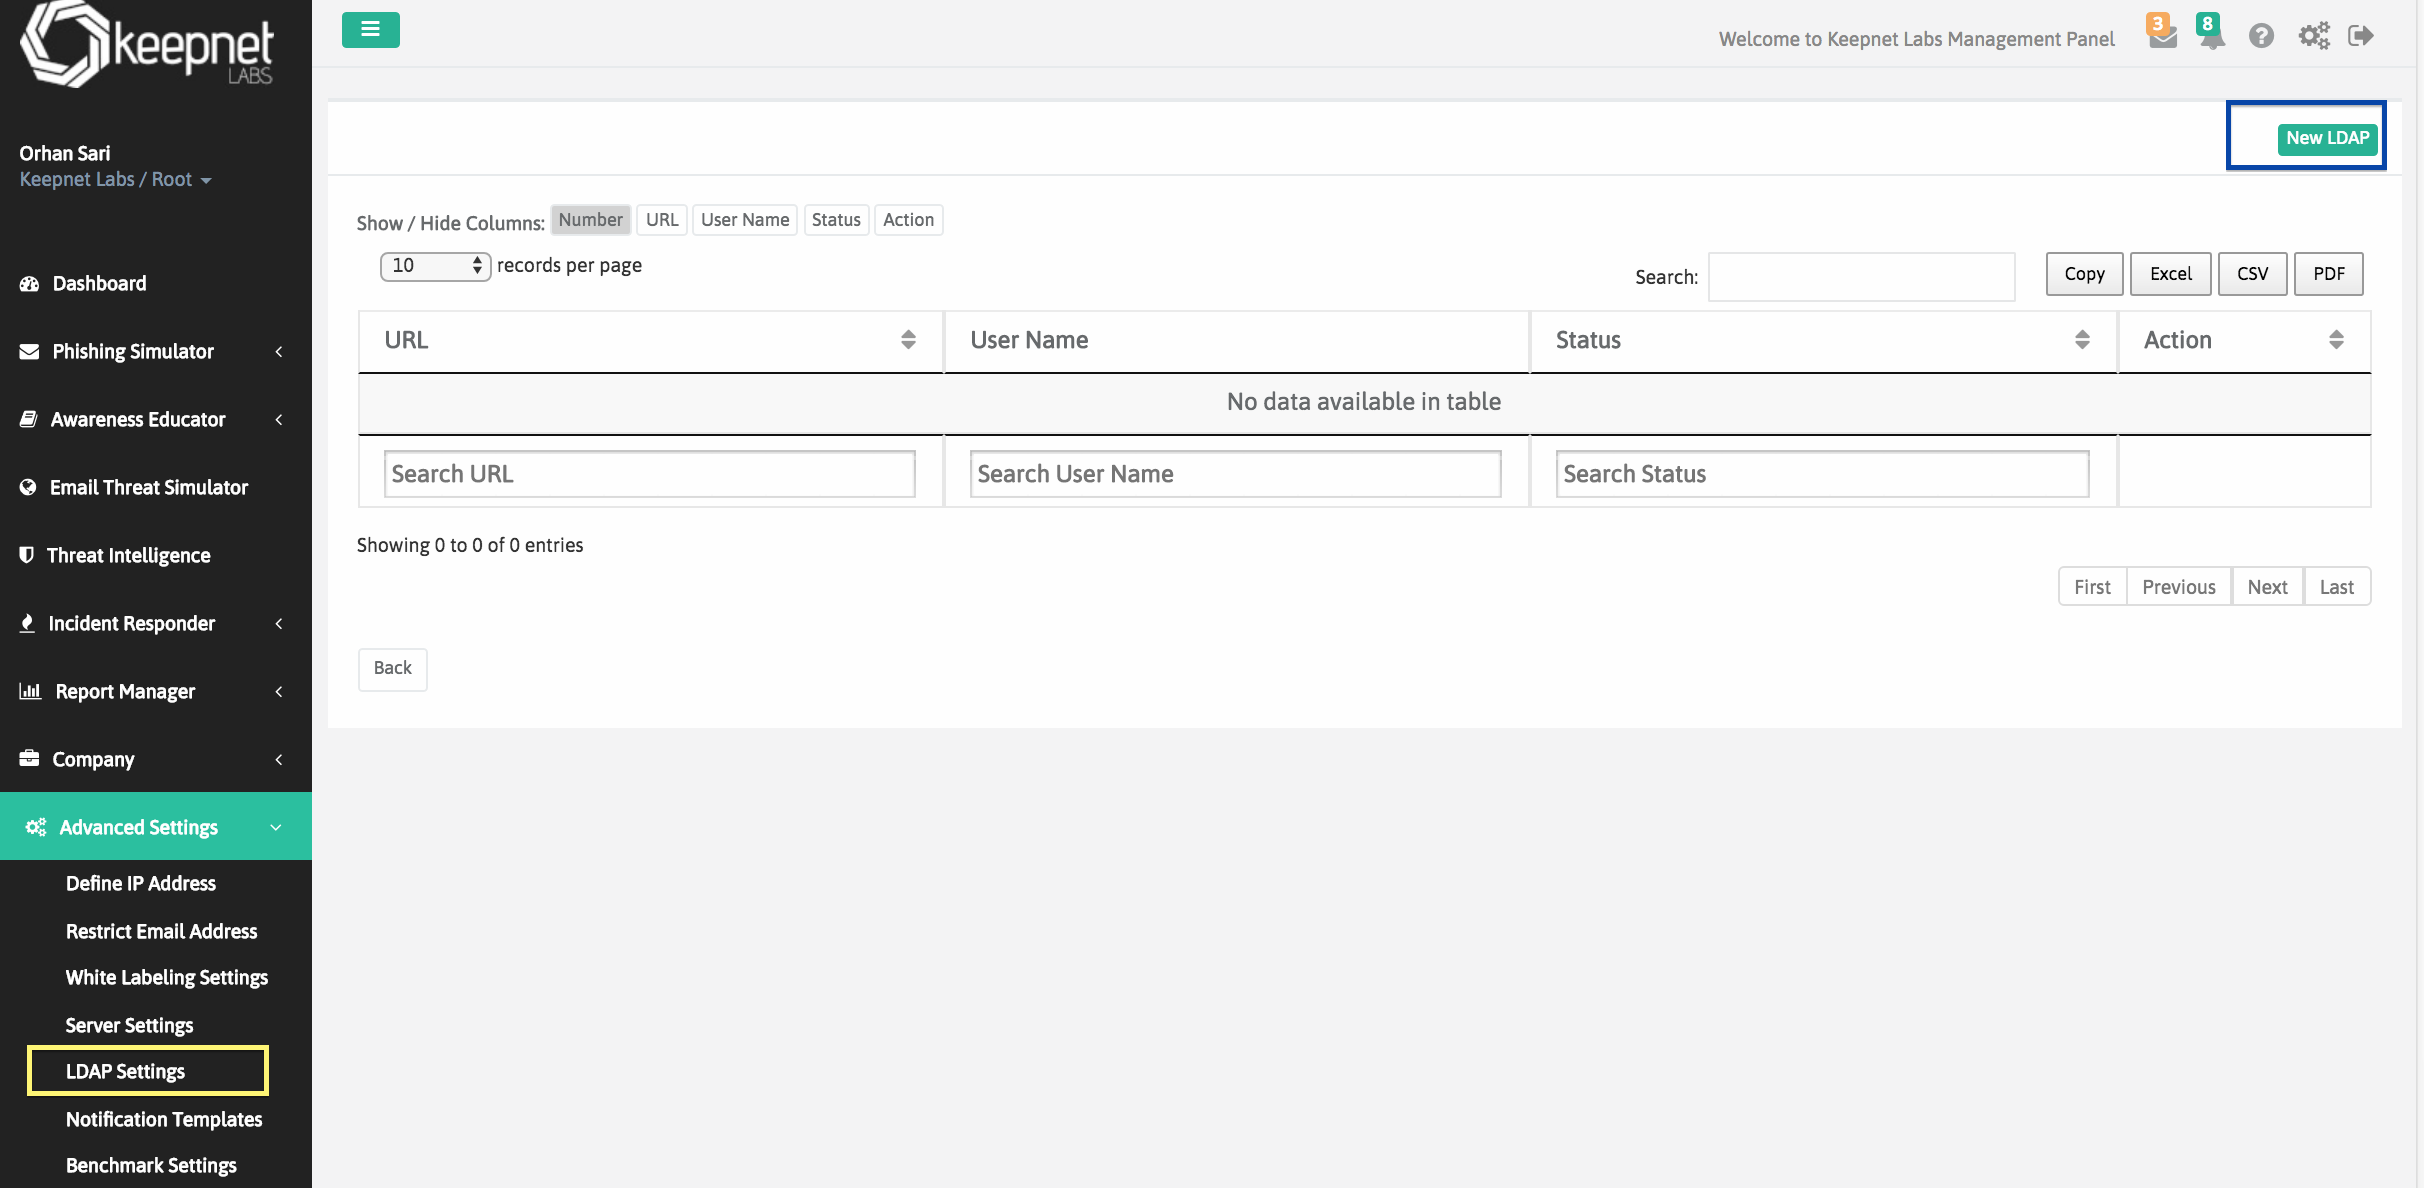 keepnet
LABS
Orhan Sari
Keepnet Labs / Root
Dashboard
Phishing Simulator
Awareness Educator
Email Threat Simulator
Threat Intelligence
Incident Responder
Report Manager
Company
Advanced Settings
Define IP Address
Restrict Email Address
White Labeling Settings
Server Settings
LDAP Settings
Notification Templates
Benchmark Settings
Welcome to Keepnet Labs Management Panel 3 8
New LDAP
Show / Hide Columns: Number URL User Name Status Action
10 records per page
Search: Copy Excel CSV PDF
URL User Name Status Action
No data available in table
Search URL Search User Name Search Status
Showing 0 to 0 of 0 entries
First Previous Next Last
Back